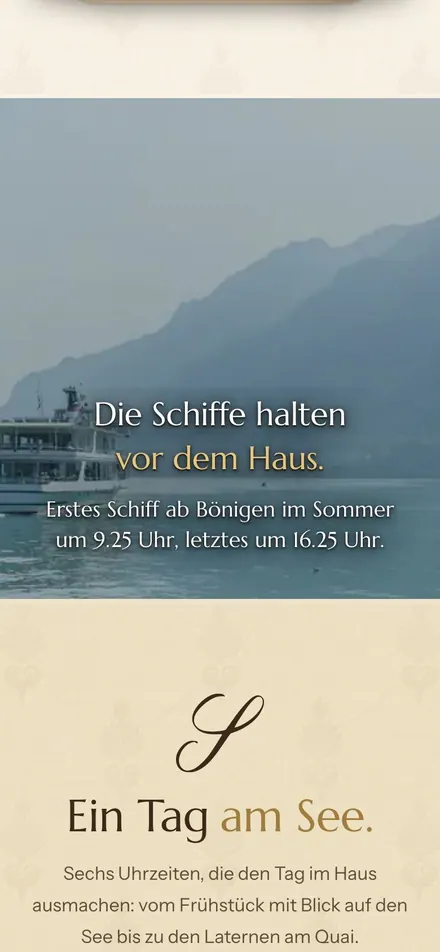 Die Schiffe halten
vor dem Haus.
Erstes Schiff ab Bönigen im Sommer
um 9.25 Uhr, letztes um 16.25 Uhr.
S
Ein Tag am See.
Sechs Uhrzeiten, die den Tag im Haus
ausmachen: vom Frühstück mit Blick auf den
See bis zu den Laternen am Quai.